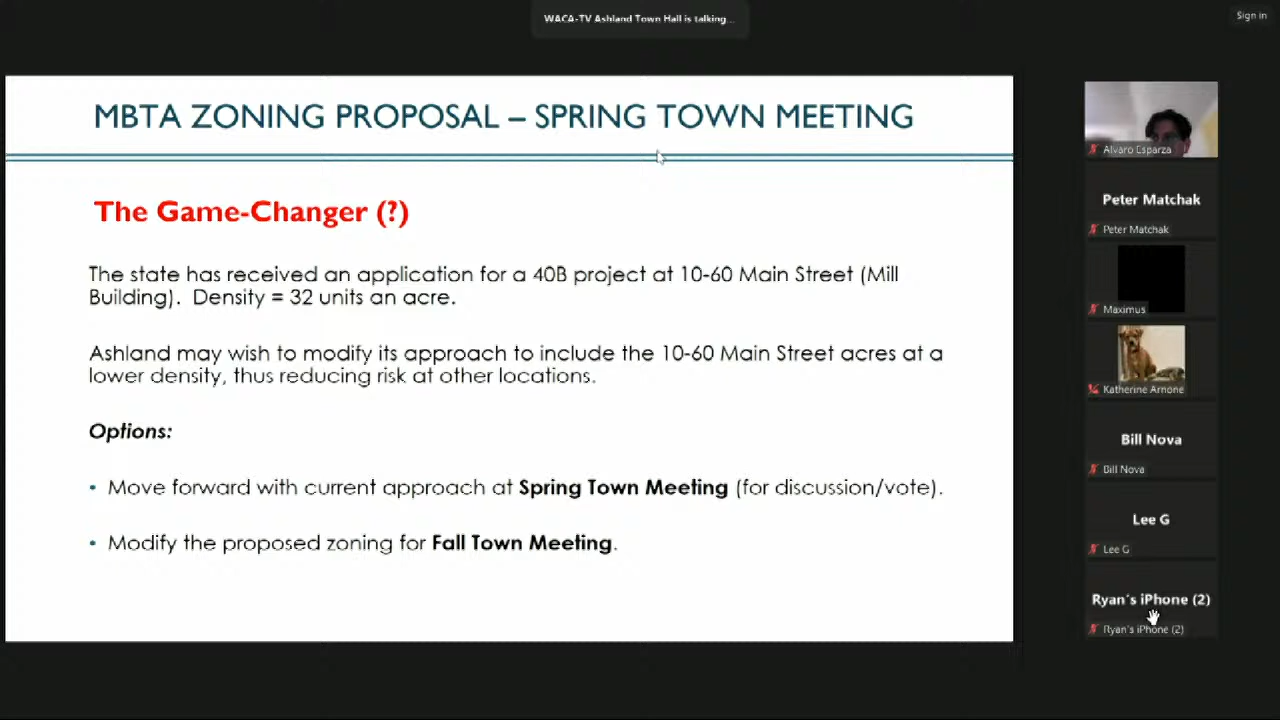 WACA-TV Ashland Town Hall is talking...
Sign in
MBTA ZONING PROPOSAL – SPRING TOWN MEETING
The Game-Changer (?)
The state has received an application for a 40B project at 10-60 Main Street (Mill
Building). Density = 32 units an acre.
Ashland may wish to modify its approach to include the 10-60 Main Street acres at a
lower density, thus reducing risk at other locations.
Options:
• Move forward with current approach at Spring Town Meeting (for discussion/vote).
• Modify the proposed zoning for Fall Town Meeting.
Alvaro Esparza
Peter Matchak
Peter Matchak
Maximus
Katherine Arnone
Bill Nova
Bill Nova
Lee G
Lee G
Ryan's iPhone (2)
Ryan's iPhone (2)